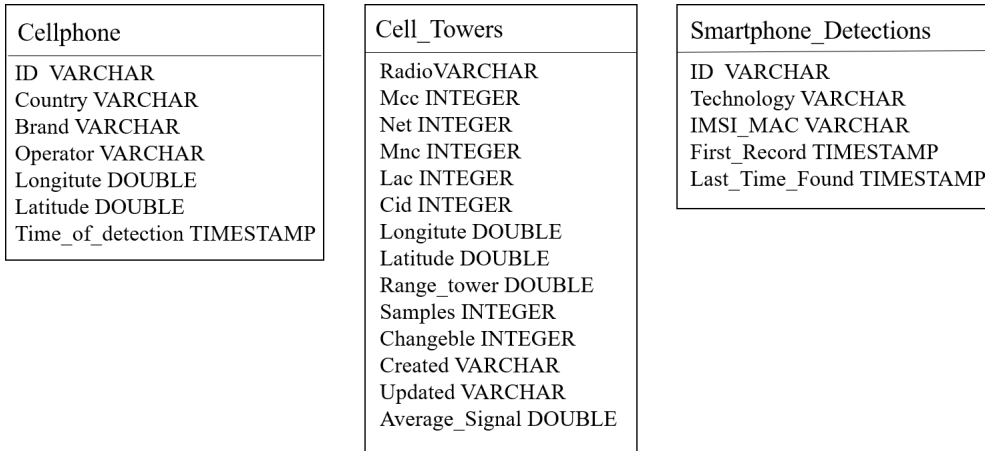 Cellphone
ID VARCHAR
Country VARCHAR
Brand VARCHAR
Operator VARCHAR
Longitute DOUBLE
Latitude DOUBLE
Time_of_detection TIMESTAMP
Cell_Towers
RadioVARCHAR
Mcc INTEGER
Net INTEGER
Mnc INTEGER
Lac INTEGER
Cid INTEGER
Longitute DOUBLE
Latitude DOUBLE
Range_tower DOUBLE
Samples INTEGER
Changeble INTEGER
Created VARCHAR
Updated VARCHAR
Average_Signal DOUBLE
Smartphone_Detections
ID VARCHAR
Technology VARCHAR
IMSI_MAC VARCHAR
First_Record TIMESTAMP
Last_Time_Found TIMESTAMP